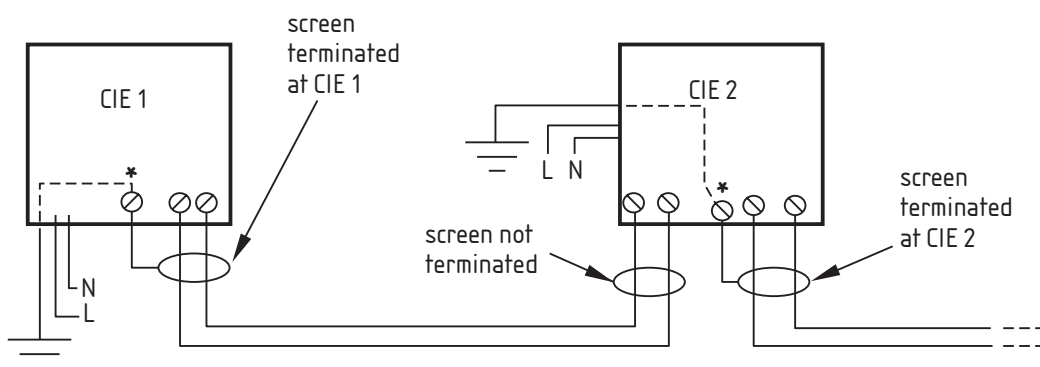 screen
terminated
at CIE 1
CIE 1
*
N
L
CIE 2
L N
*
screen not
terminated
screen
terminated
at CIE 2